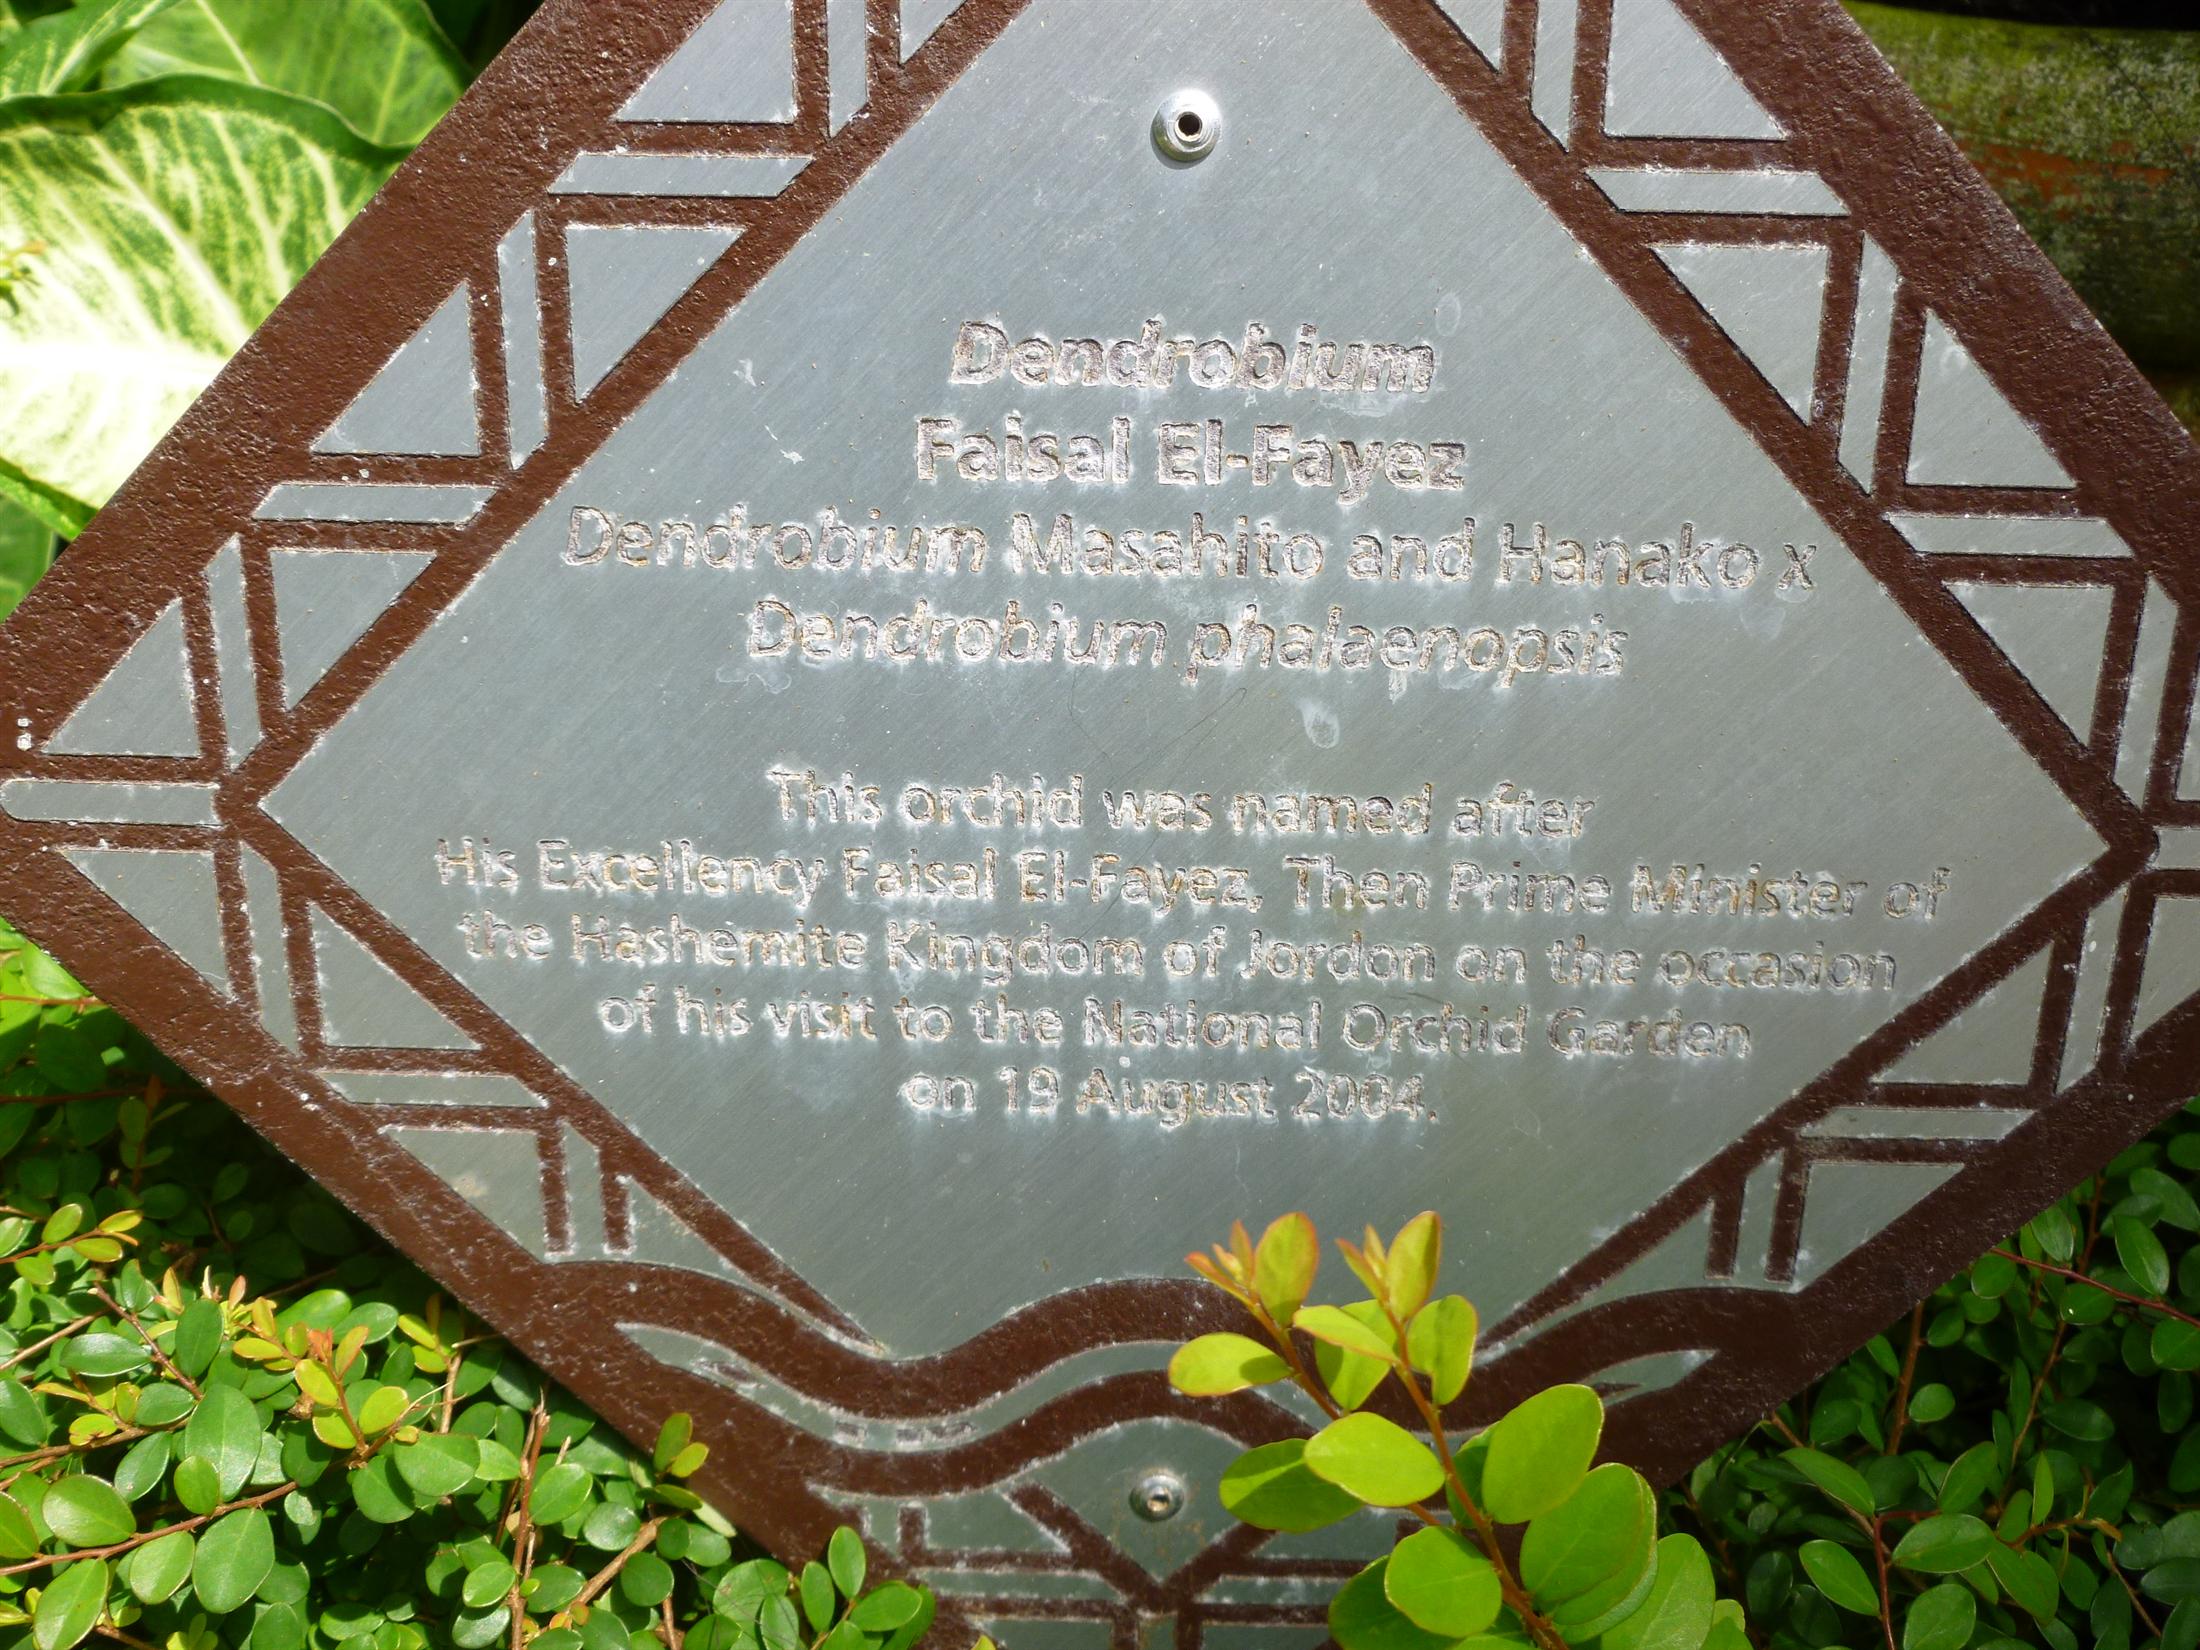 Dendrobium
Faisal El-Fayez
Dendrobium Masahito and Hanako x
Dendrobium phalaenopsis
This orchid was named after
His Excellency Faisal El-Fayez, Then Prime Minister of
the Hashemite Kingdom of Jordon on the occasion
of his visit to the National Orchid Garden
on 19 August 2004.